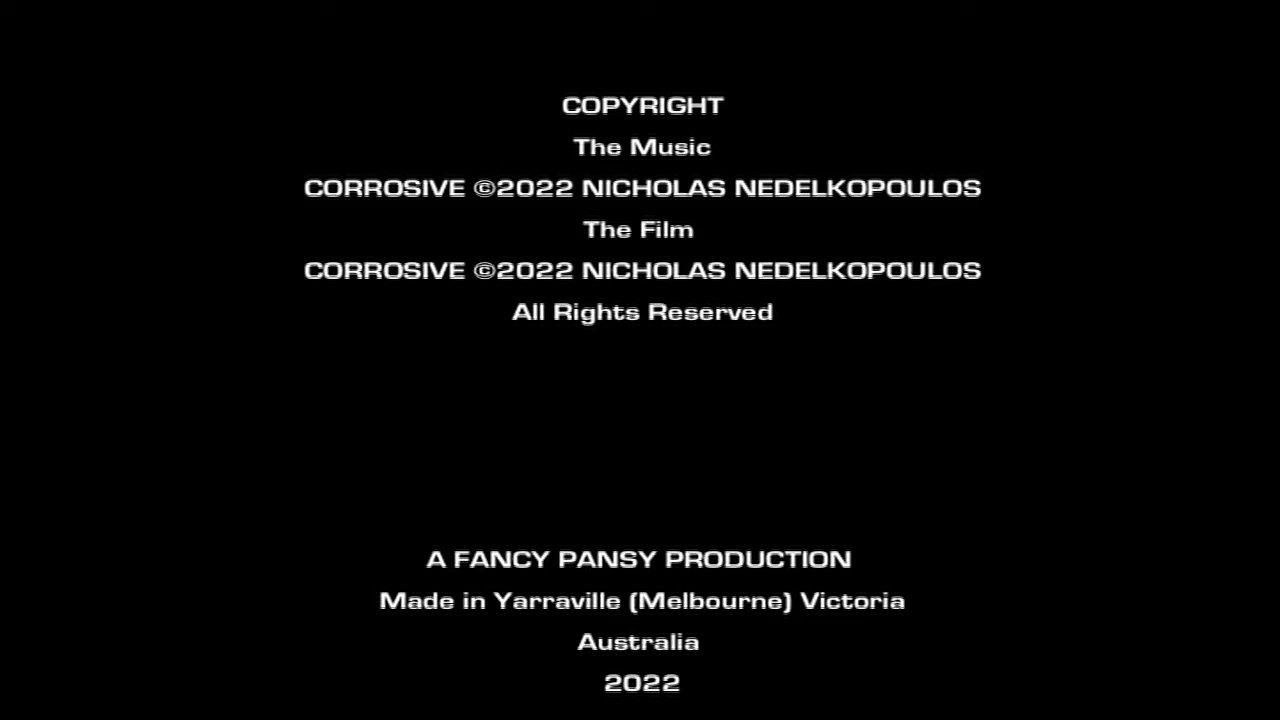 COPYRIGHT
The Music
CORROSIVE ©2022 NICHOLAS NEDELKOPOULOS
The Film
CORROSIVE ©2022 NICHOLAS NEDELKOPOULOS
All Rights Reserved
A FANCY PANSY PRODUCTION
Made in Yarraville (Melbourne) Victoria
Australia
2022